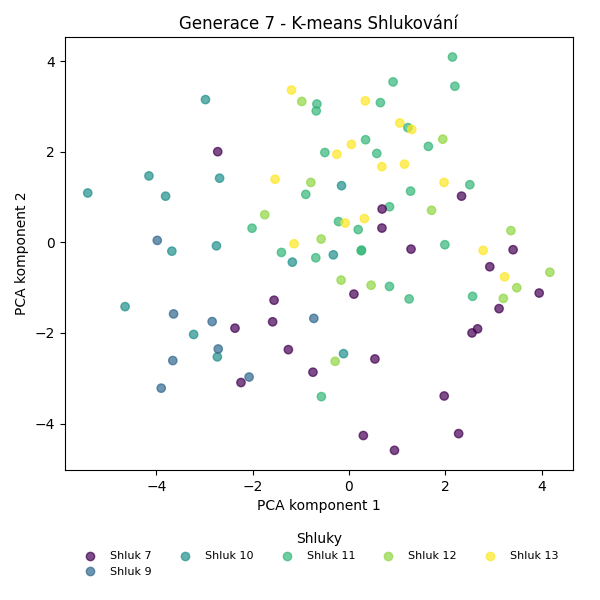 Generace 7 - K-means Shlukování
4
2
0
−2
−4
PCA komponent 2
−4 −2 0 2 4
PCA komponent 1
Shluky
Shluk 7 Shluk 10 Shluk 11 Shluk 12 Shluk 13
Shluk 9